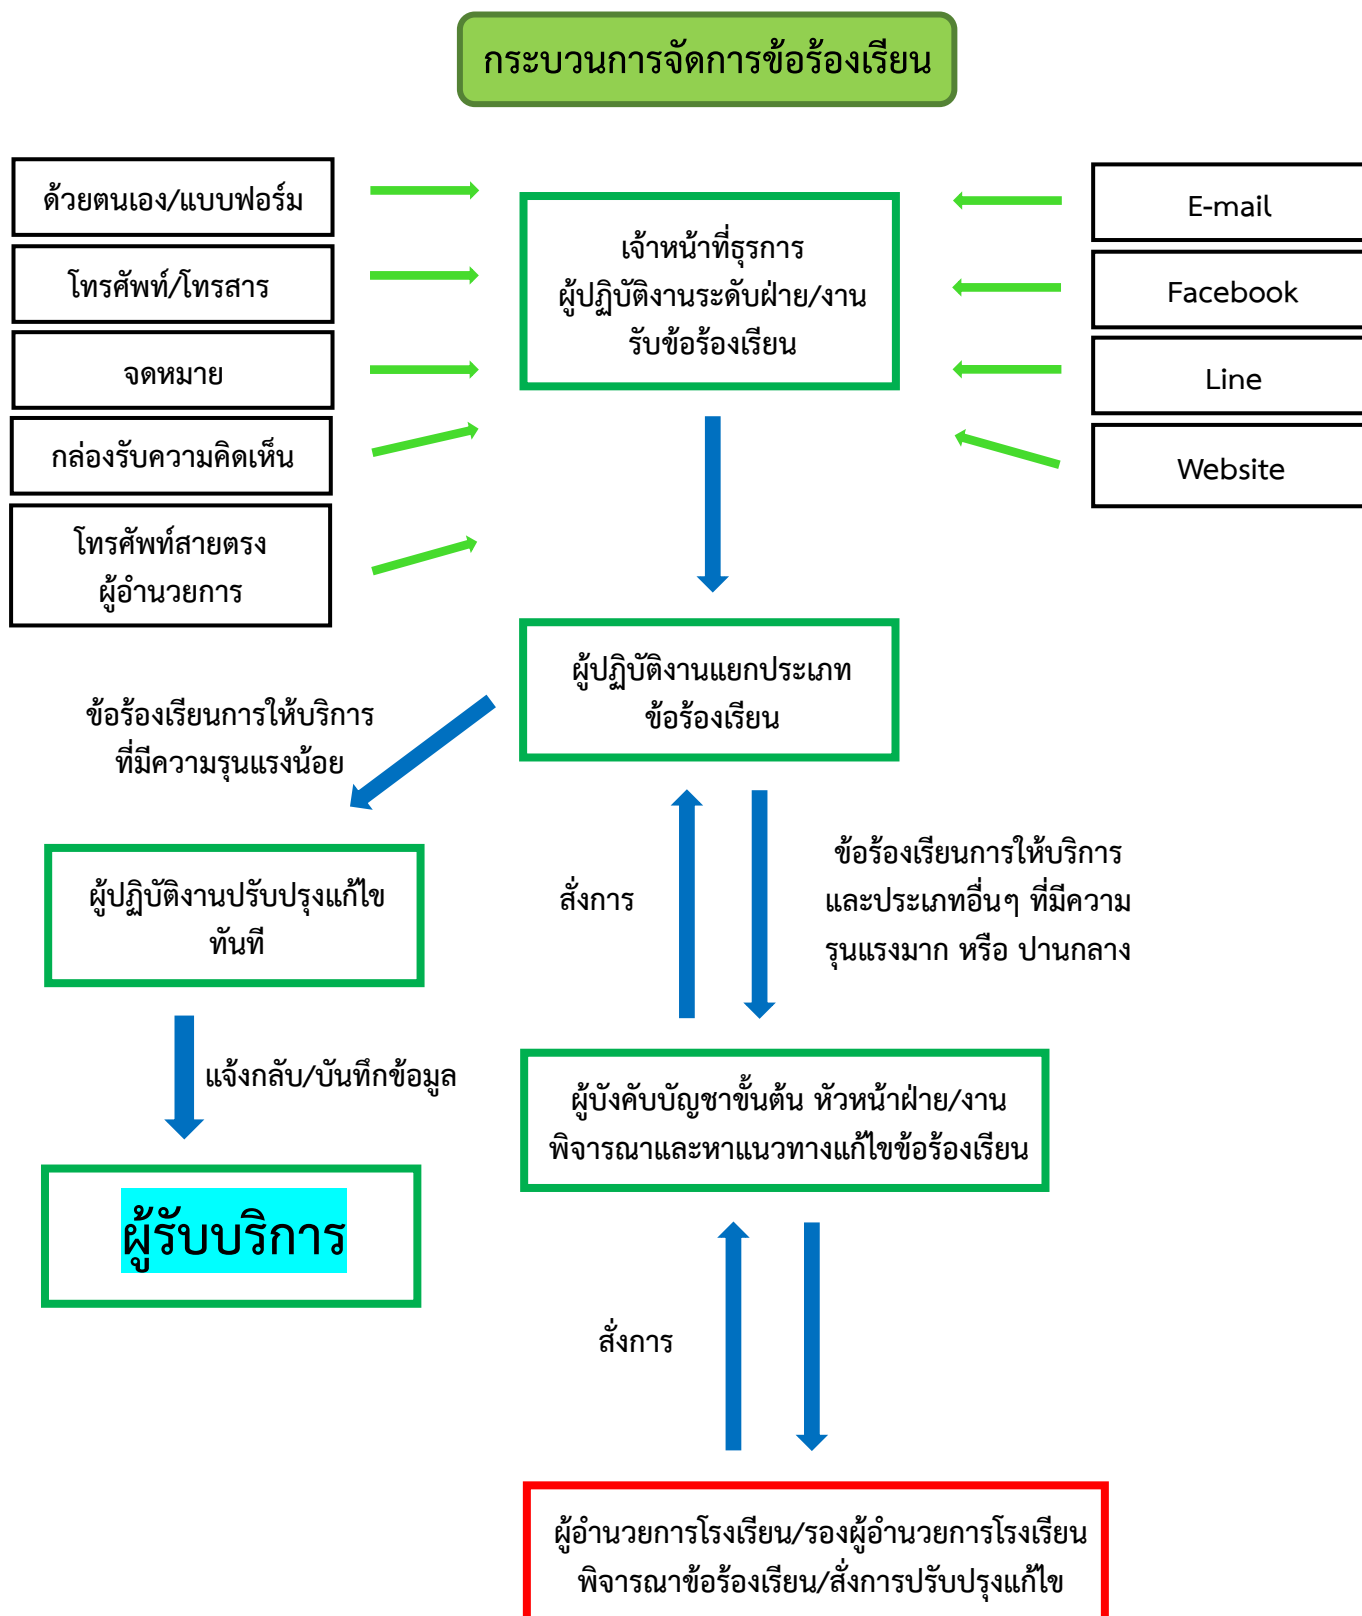 กระบวนการจัดการข้อร้องเรียน
ด้วยตนเอง/แบบฟอร์ม
โทรศัพท์/โทรสาร
จดหมาย
กล่องรับความคิดเห็น
โทรศัพท์สายตรง
ผู้อำนวยการ
เจ้าหน้าที่ธุรการ
ผู้ปฏิบัติงานระดับฝ่าย/งาน
รับข้อร้องเรียน
E-mail
Facebook
Line
Website
ผู้ปฏิบัติงานแยกประเภท
ข้อร้องเรียน
ข้อร้องเรียนการให้บริการ
ที่มีความรุนแรงน้อย
ผู้ปฏิบัติงานปรับปรุงแก้ไข
ทันที
สั่งการ
ข้อร้องเรียนการให้บริการ
และประเภทอื่นๆ ที่มีความ
รุนแรงมาก หรือ ปานกลาง
แจ้งกลับ/บันทึกข้อมูล
ผู้รับบริการ
ผู้บังคับบัญชาขั้นต้น หัวหน้าฝ่าย/งาน
พิจารณาและหาแนวทางแก้ไขข้อร้องเรียน
สั่งการ
ผู้อำนวยการโรงเรียน/รองผู้อำนวยการโรงเรียน
พิจารณาข้อร้องเรียน/สั่งการปรับปรุงแก้ไข